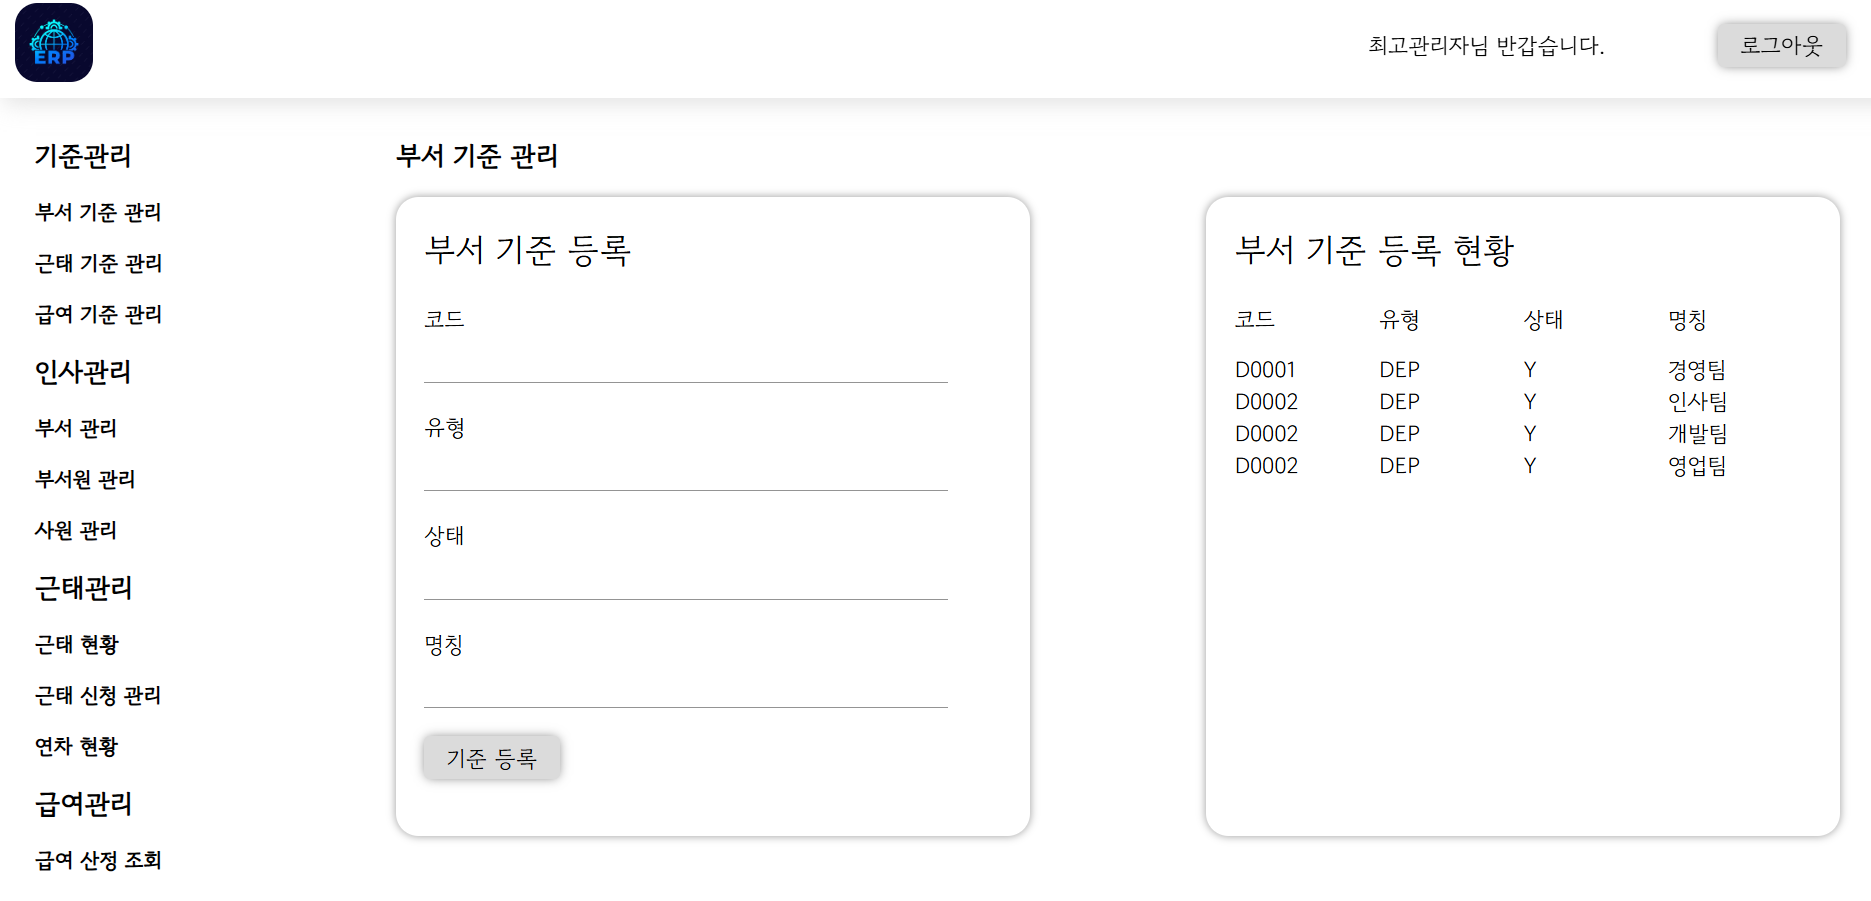 ERP
최고관리자님 반갑습니다.
로그아웃
기준관리
부서 기준 관리
근태 기준 관리
급여 기준 관리
인사관리
부서 관리
부서원 관리
사원 관리
근태관리
근태 현황
근태 신청 관리
연차 현황
급여관리
급여 산정 조회
부서 기준 관리
부서 기준 등록
코드
유형
상태
명칭
기준 등록
부서 기준 등록 현황
코드 유형 상태 명칭
D0001 DEP Y 경영팀
D0002 DEP Y 인사팀
D0002 DEP Y 개발팀
D0002 DEP Y 영업팀